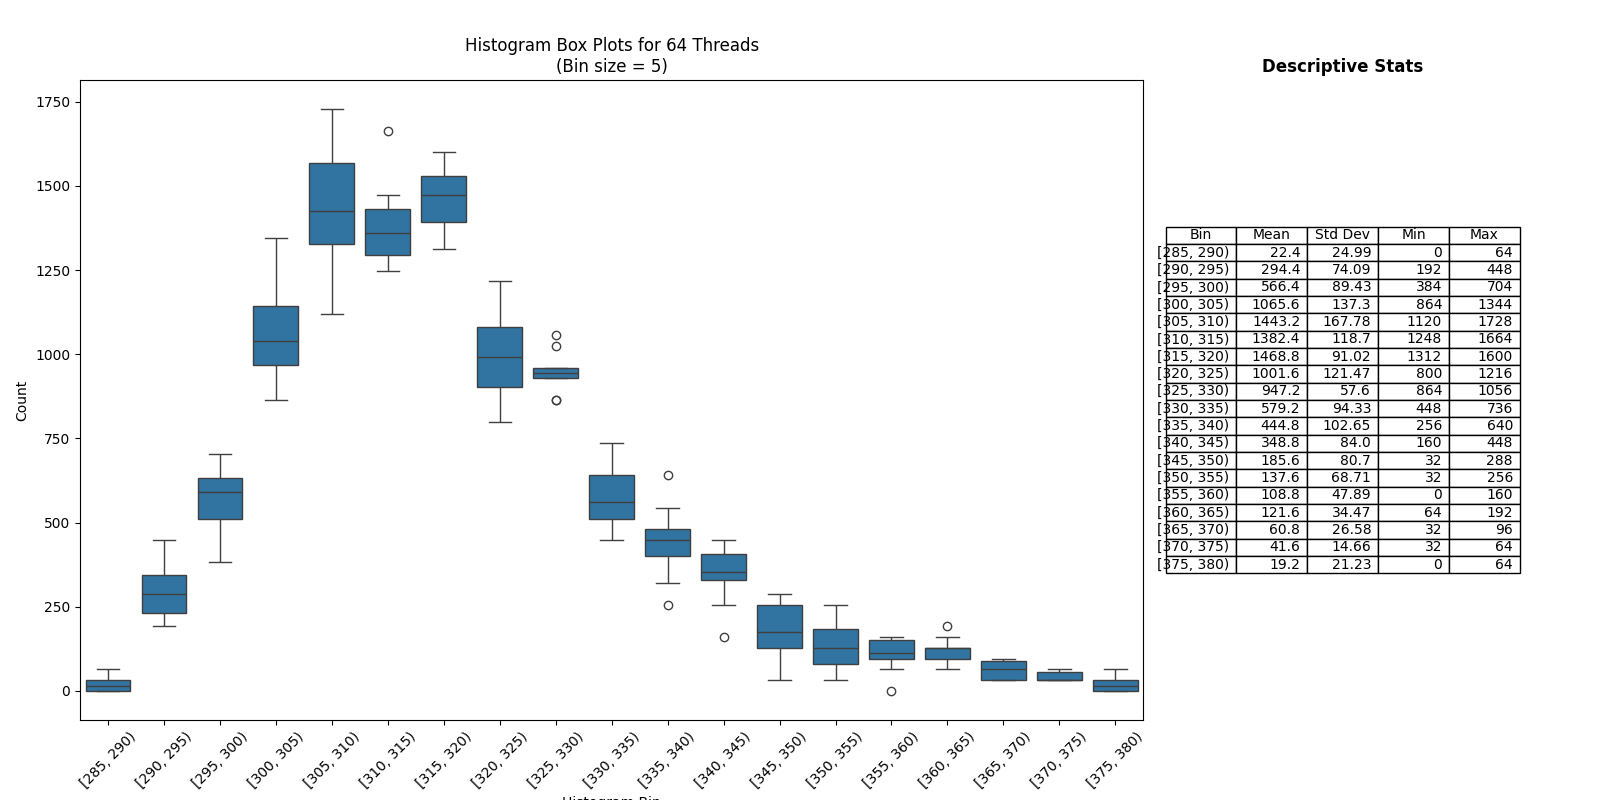 Histogram Box Plots for 64 Threads
(Bin size = 5)
Count
1750
1500
1250
1000
750
500
250
0
[285, 290)
[290, 295)
[295, 300)
[300, 305)
[305, 310)
[310, 315)
[315, 320)
[320, 325)
[325, 330)
[330, 335)
[335, 340)
[340, 345)
[345, 350)
[350, 355)
[355, 360)
[360, 365)
[365, 370)
[370, 375)
[375, 380)
Histogram Bin
Descriptive Stats
Bin Mean Std Dev Min Max
[285, 290) 22.4 24.99 0 64
[290, 295) 294.4 74.09 192 448
[295, 300) 566.4 89.43 384 704
[300, 305) 1065.6 137.3 864 1344
[305, 310) 1443.2 167.78 1120 1728
[310, 315) 1382.4 118.7 1248 1664
[315, 320) 1468.8 91.02 1312 1600
[320, 325) 1001.6 121.47 800 1216
[325, 330) 947.2 57.6 864 1056
[330, 335) 579.2 94.33 448 736
[335, 340) 444.8 102.65 256 640
[340, 345) 348.8 84.0 160 448
[345, 350) 185.6 80.7 32 288
[350, 355) 137.6 68.71 32 256
[355, 360) 108.8 47.89 0 160
[360, 365) 121.6 34.47 64 192
[365, 370) 60.8 26.58 32 96
[370, 375) 41.6 14.66 32 64
[375, 380) 19.2 21.23 0 64